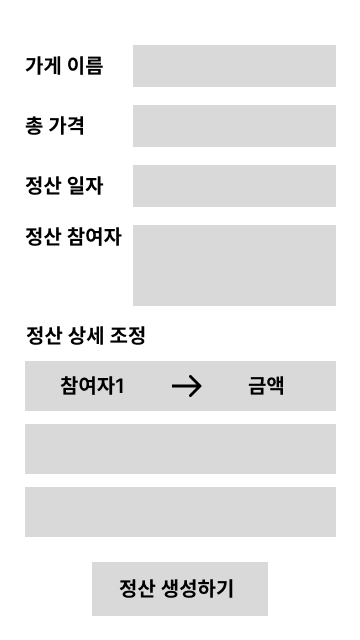 가게 이름
총 가격
정산 일자
정산 참여자
정산 상세 조정
참여자1 → 금액
정산 생성하기